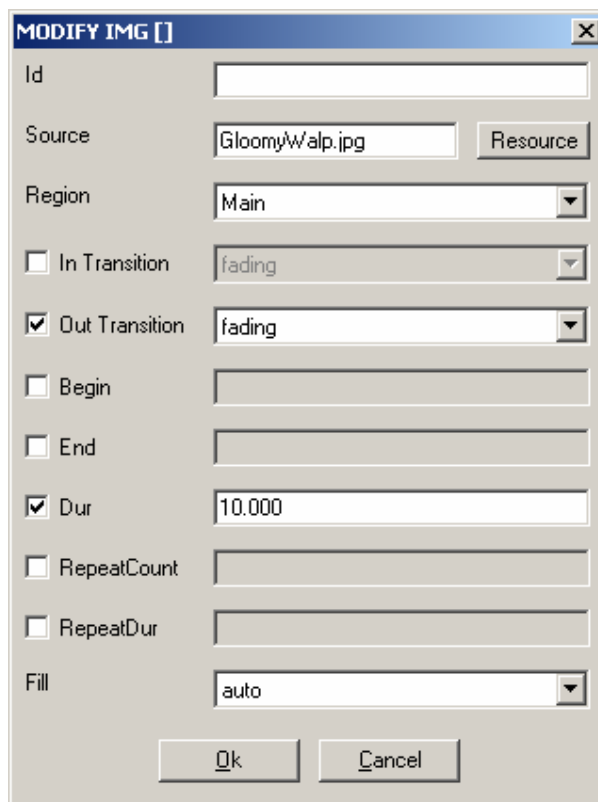 MODIFY IMG []
Id
Source GloomyWalp.jpg Resource
Region Main
In Transition fading
Out Transition fading
Begin
End
Dur 10.000
RepeatCount
RepeatDur
Fill auto
Ok Cancel